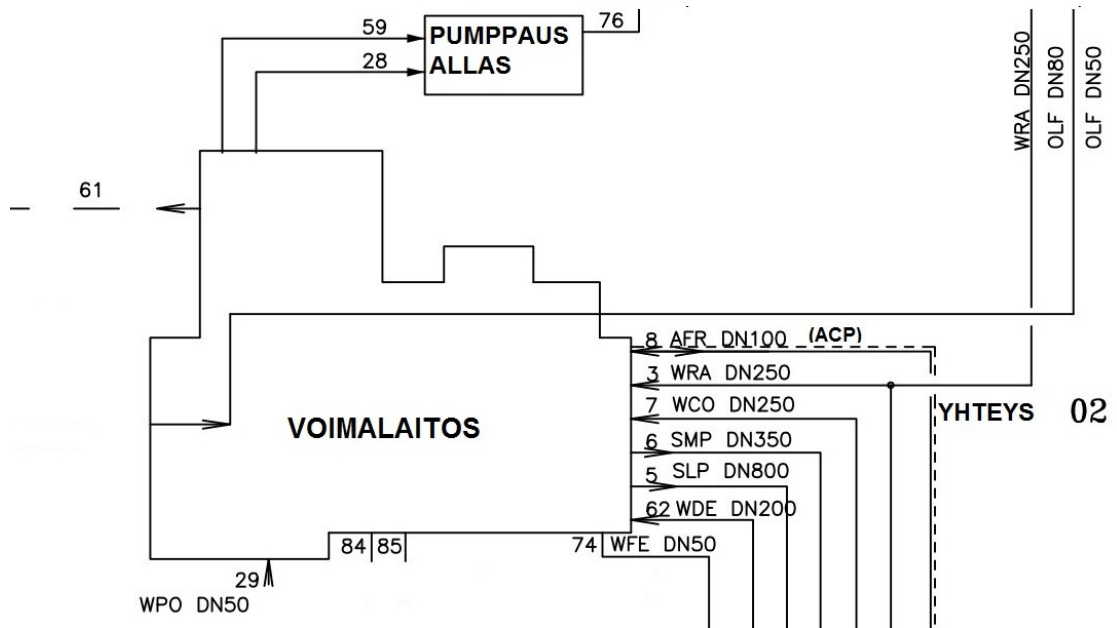 59
28
PUMPPAUS
ALLAS
76
WRA DN250
OLF DN80
OLF DN50
61
8 AFR DN100 (ACP)
3 WRA DN250
7 WCO DN250
6 SMP DN350
5 SLP DN800
62 WDE DN200
YHTEYS 02
VOIMALAITOS
84 85
74 WFE DN50
29
WPO DN50